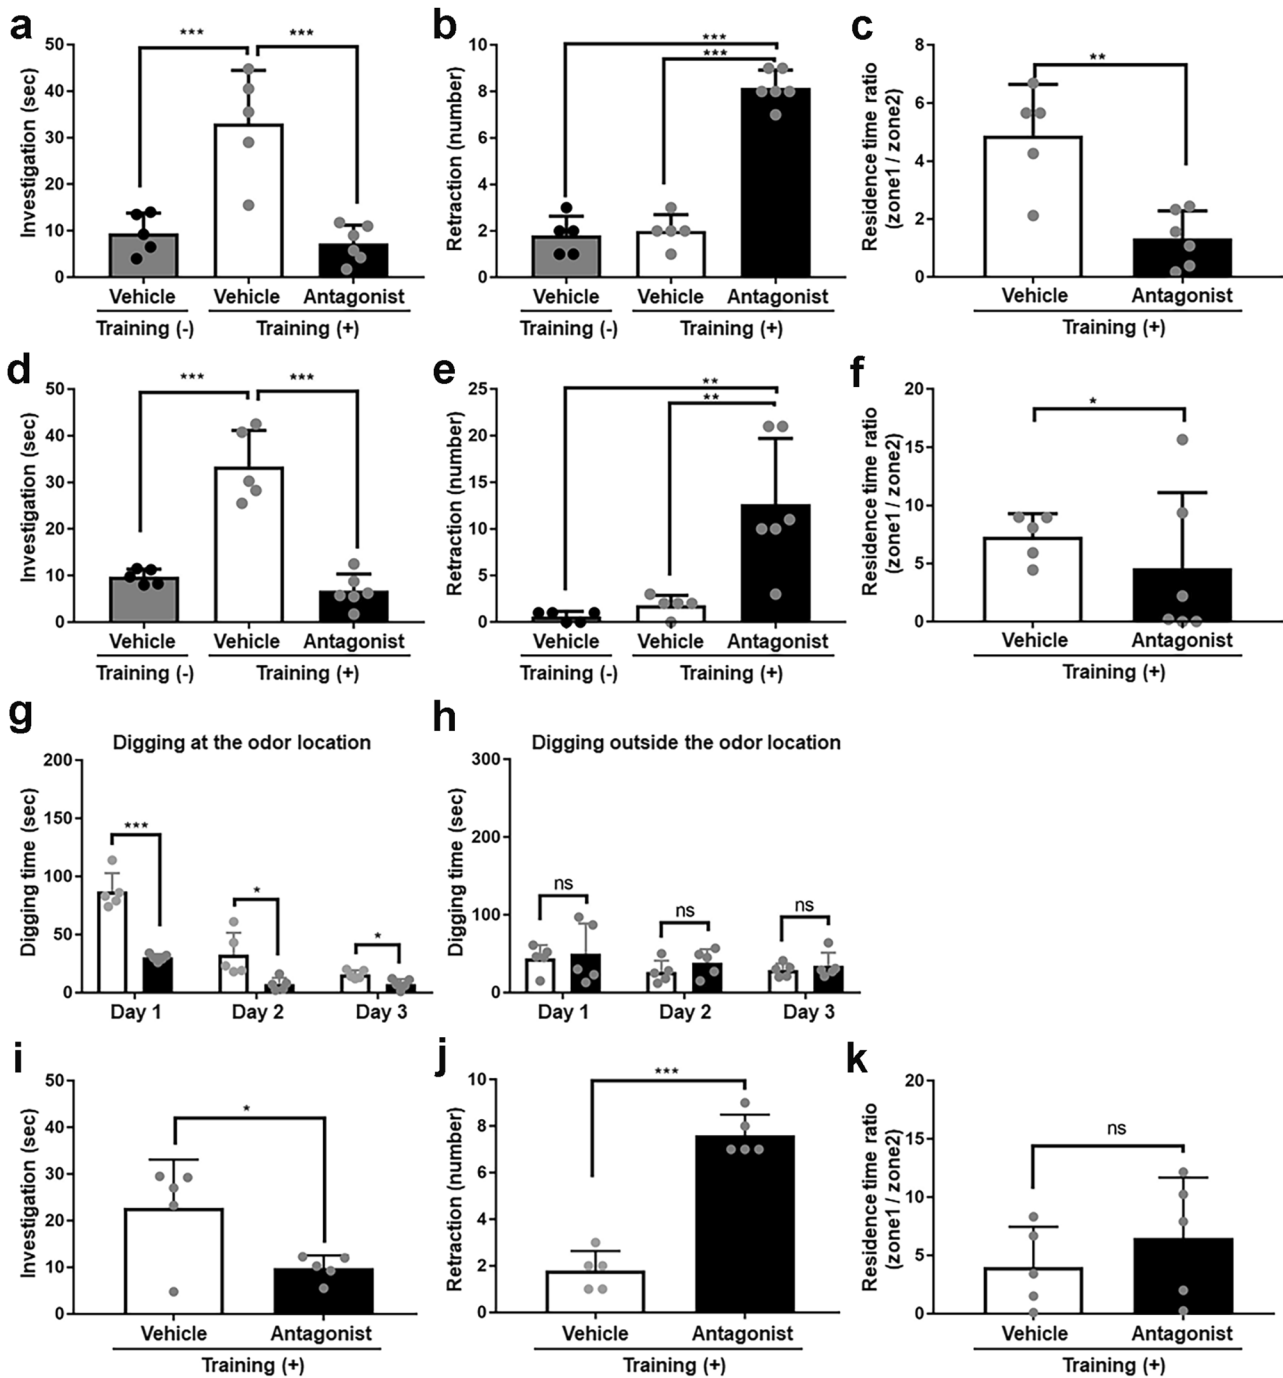 a
***
***
Investigation (sec)
50
40
30
20
10
0
Vehicle
Vehicle
Antagonist
Training (-)
Training (+)
b
***
***
Retraction (number)
10
8
6
4
2
0
Vehicle
Vehicle
Antagonist
Training (-)
Training (+)
c
**
Residence time ratio
(zone1 / zone2)
8
6
4
2
0
Vehicle
Antagonist
Training (+)
d
***
***
Investigation (sec)
50
40
30
20
10
0
Vehicle
Vehicle
Antagonist
Training (-)
Training (+)
e
**
**
Retraction (number)
25
20
15
10
5
0
Vehicle
Vehicle
Antagonist
Training (-)
Training (+)
f
*
Residence time ratio
(zone1 / zone2)
20
15
10
5
0
Vehicle
Antagonist
Training (+)
g
Digging at the odor location
Digging time (sec)
200
150
100
50
0
***
*
*
Day 1
Day 2
Day 3
h
Digging outside the odor location
Digging time (sec)
300
200
100
0
ns
ns
ns
Day 1
Day 2
Day 3
i
*
Investigation (sec)
50
40
30
20
10
0
Vehicle
Antagonist
Training (+)
j
***
Retraction (number)
10
8
6
4
2
0
Vehicle
Antagonist
Training (+)
k
ns
Residence time ratio
(zone1 / zone2)
20
15
10
5
0
Vehicle
Antagonist
Training (+)